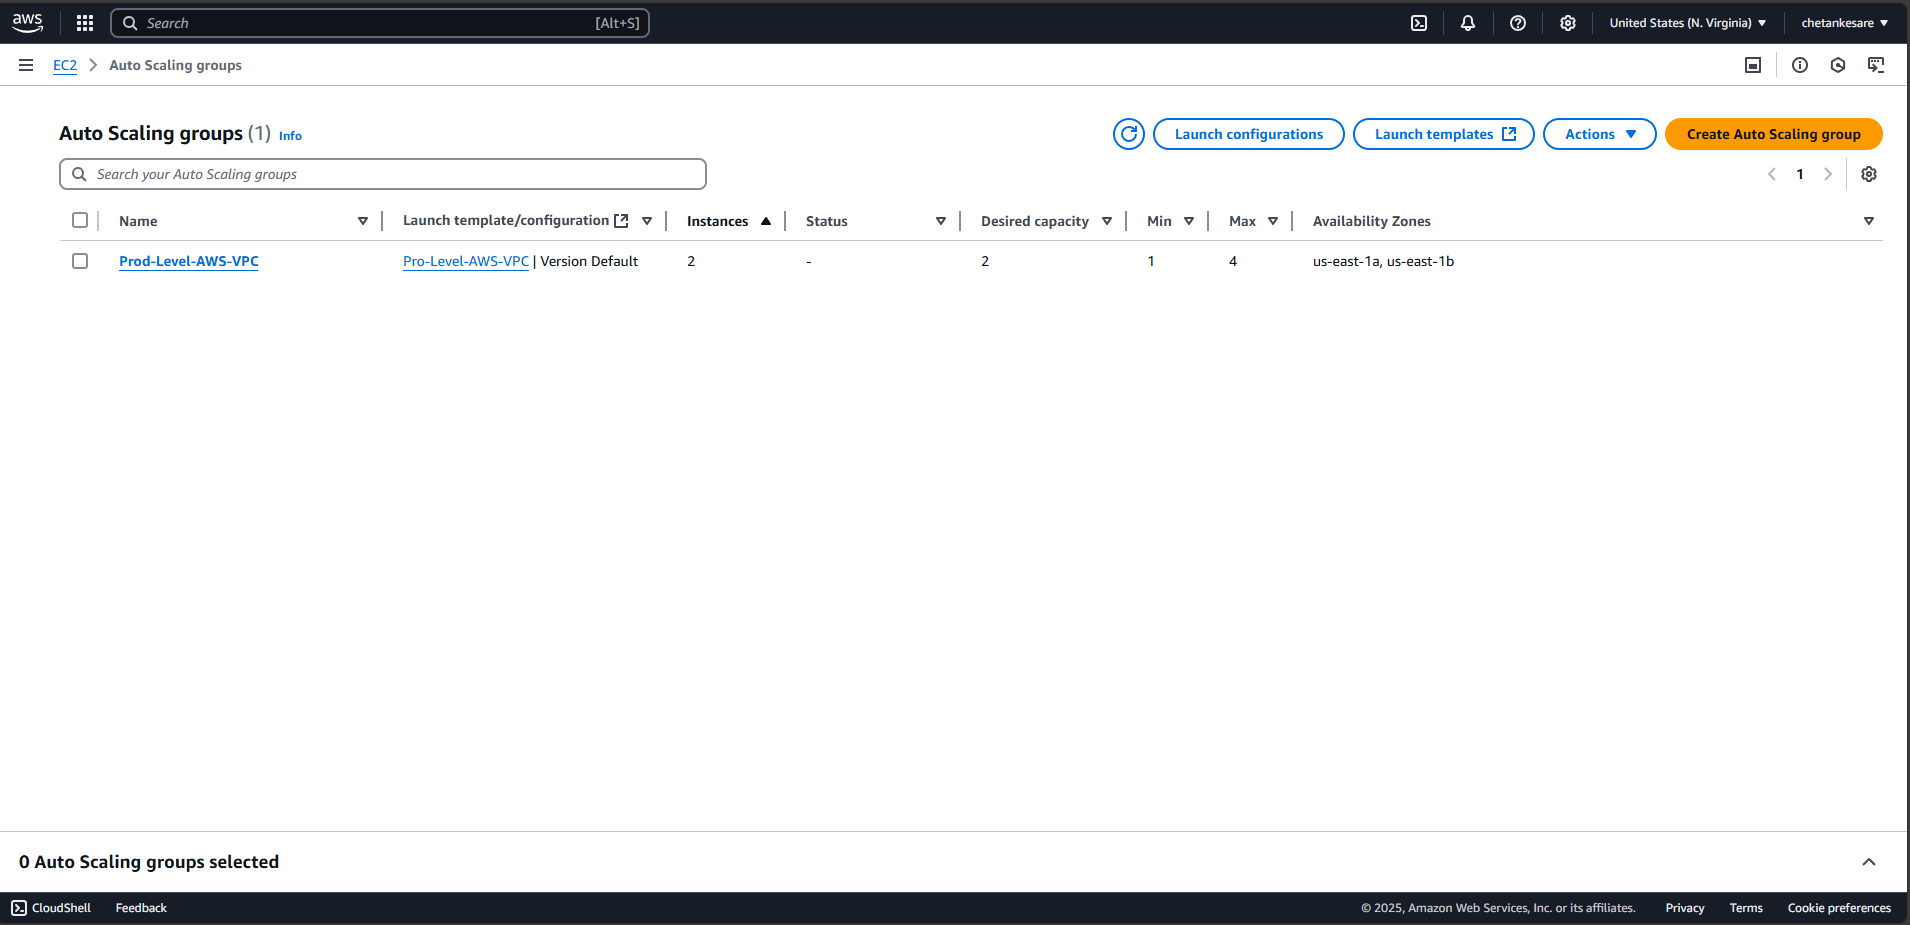 aws Search [Alt+S] United States (N. Virginia) chetankesare
EC2 Auto Scaling groups
Auto Scaling groups (1) Info Launch configurations Launch templates Actions Create Auto Scaling group
Search your Auto Scaling groups 1
Name Launch template/configuration Instances Status Desired capacity Min Max Availability Zones
Prod-Level-AWS-VPC Pro-Level-AWS-VPC | Version Default 2 - 2 1 4 us-east-1a, us-east-1b
0 Auto Scaling groups selected
CloudShell Feedback © 2025, Amazon Web Services, Inc. or its affiliates. Privacy Terms Cookie preferences